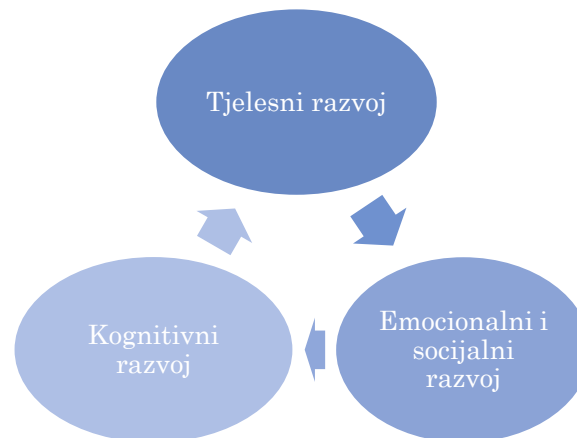 Tjelesni razvoj
Kognitivni
razvoj
Emocionalni i
socijalni
razvoj